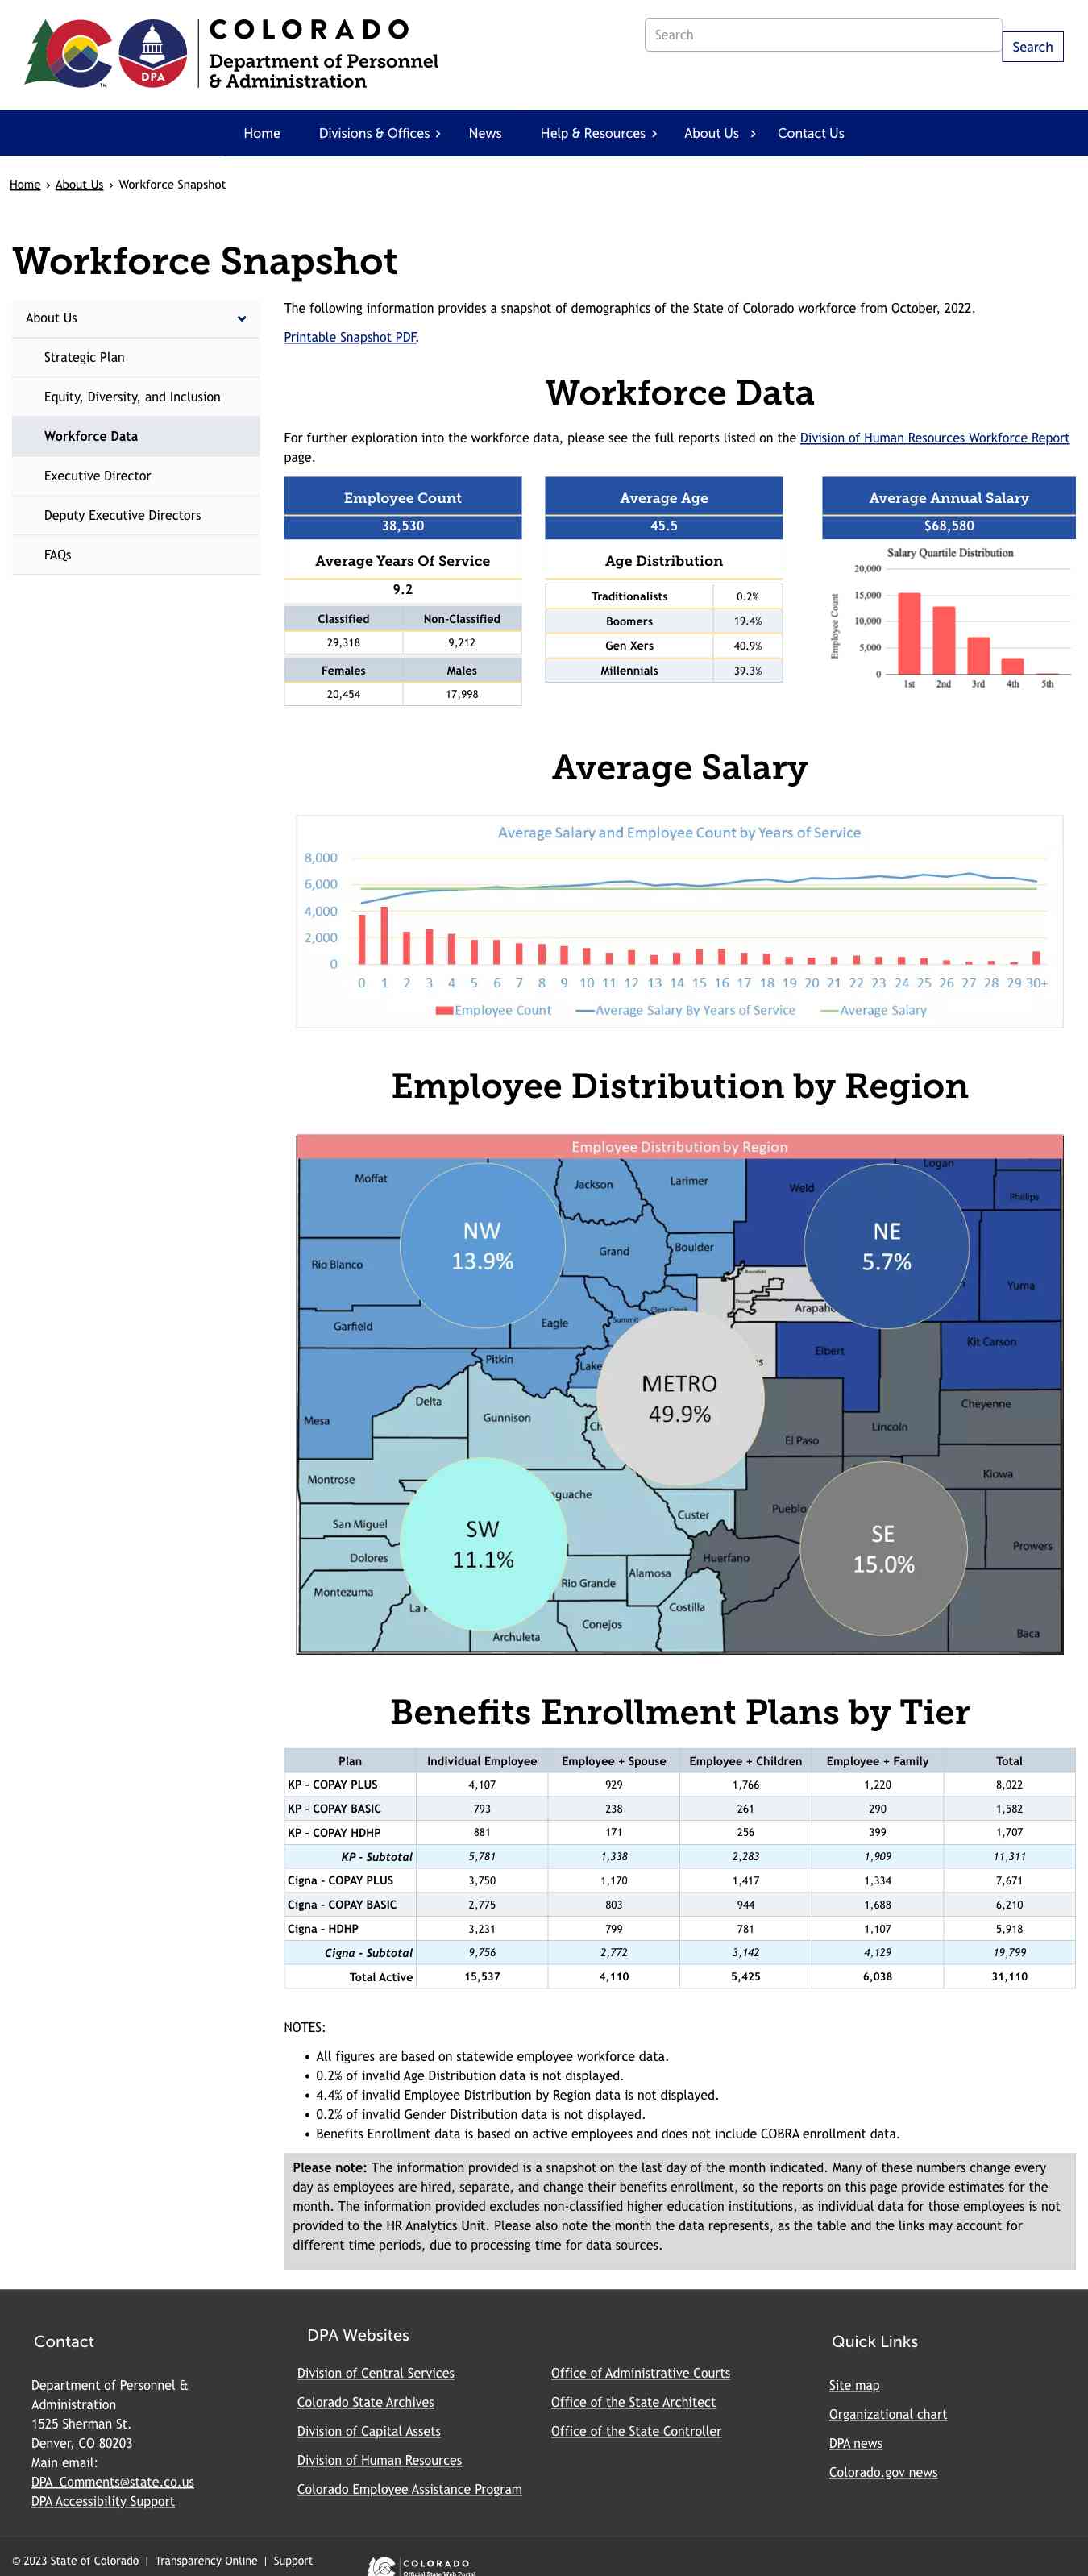 COLORADO
Department of Personnel
& Administration
DPA
TM
Search
Search
Home
Divisions & Offices
News
Help & Resources
About Us
Contact Us
Home › About Us › Workforce Snapshot
Workforce Snapshot
About Us
Strategic Plan
Equity, Diversity, and Inclusion
Workforce Data
Executive Director
Deputy Executive Directors
FAQs
The following information provides a snapshot of demographics of the State of Colorado workforce from October, 2022.
Printable Snapshot PDF.
Workforce Data
For further exploration into the workforce data, please see the full reports listed on the Division of Human Resources Workforce Report
page.
Employee Count
38,530
Average Years Of Service
9.2
Classified Non-Classified
29,318 9,212
Females Males
20,454 17,998
Average Age
45.5
Age Distribution
Traditionalists 0.2%
Boomers 19.4%
Gen Xers 40.9%
Millennials 39.3%
Average Annual Salary
$68,580
Salary Quartile Distribution
Employee Count
20,000
15,000
10,000
5,000
0
1st 2nd 3rd 4th 5th
Average Salary
Average Salary and Employee Count by Years of Service
8,000
6,000
4,000
2,000
0
0 1 2 3 4 5 6 7 8 9 10 11 12 13 14 15 16 17 18 19 20 21 22 23 24 25 26 27 28 29 30+
Employee Count Average Salary By Years of Service Average Salary
Employee Distribution by Region
Employee Distribution by Region
Moffat
Jackson
Larimer
Weld
Logan
Phillips
NW
13.9%
NE
5.7%
Rio Blanco
Grand
Boulder
Yuma
Garfield
Eagle
Summit
Clear Creek
Arapaho
Pitkin
Lake
Elbert
Kit Carson
METRO
49.9%
Mesa
Delta
Gunnison
Ch
El Paso
Lincoln
Cheyenne
Montrose
guache
Kiowa
San Miguel
Custer
Pueblo
SW
11.1%
SE
15.0%
Dolores
Huerfano
Prowers
Montezuma
Rio Grande
Alamosa
La P
Costilla
Archuleta
Conejos
Baca
Benefits Enrollment Plans by Tier
Plan Individual Employee Employee + Spouse Employee + Children Employee + Family Total
KP - COPAY PLUS 4,107 929 1,766 1,220 8,022
KP - COPAY BASIC 793 238 261 290 1,582
KP - COPAY HDHP 881 171 256 399 1,707
KP - Subtotal 5,781 1,338 2,283 1,909 11,311
Cigna - COPAY PLUS 3,750 1,170 1,417 1,334 7,671
Cigna - COPAY BASIC 2,775 803 944 1,688 6,210
Cigna - HDHP 3,231 799 781 1,107 5,918
Cigna - Subtotal 9,756 2,772 3,142 4,129 19,799
Total Active 15,537 4,110 5,425 6,038 31,110
NOTES:
• All figures are based on statewide employee workforce data.
• 0.2% of invalid Age Distribution data is not displayed.
• 4.4% of invalid Employee Distribution by Region data is not displayed.
• 0.2% of invalid Gender Distribution data is not displayed.
• Benefits Enrollment data is based on active employees and does not include COBRA enrollment data.
Please note: The information provided is a snapshot on the last day of the month indicated. Many of these numbers change every
day as employees are hired, separate, and change their benefits enrollment, so the reports on this page provide estimates for the
month. The information provided excludes non-classified higher education institutions, as individual data for those employees is not
provided to the HR Analytics Unit. Please also note the month the data represents, as the table and the links may account for
different time periods, due to processing time for data sources.
Contact
Department of Personnel &
Administration
1525 Sherman St.
Denver, CO 80203
Main email:
DPA_Comments@state.co.us
DPA Accessibility Support
DPA Websites
Division of Central Services
Colorado State Archives
Division of Capital Assets
Division of Human Resources
Colorado Employee Assistance Program
Office of Administrative Courts
Office of the State Architect
Office of the State Controller
Quick Links
Site map
Organizational chart
DPA news
Colorado.gov news
© 2023 State of Colorado | Transparency Online | Support
COLORADO
Official State Web Portal